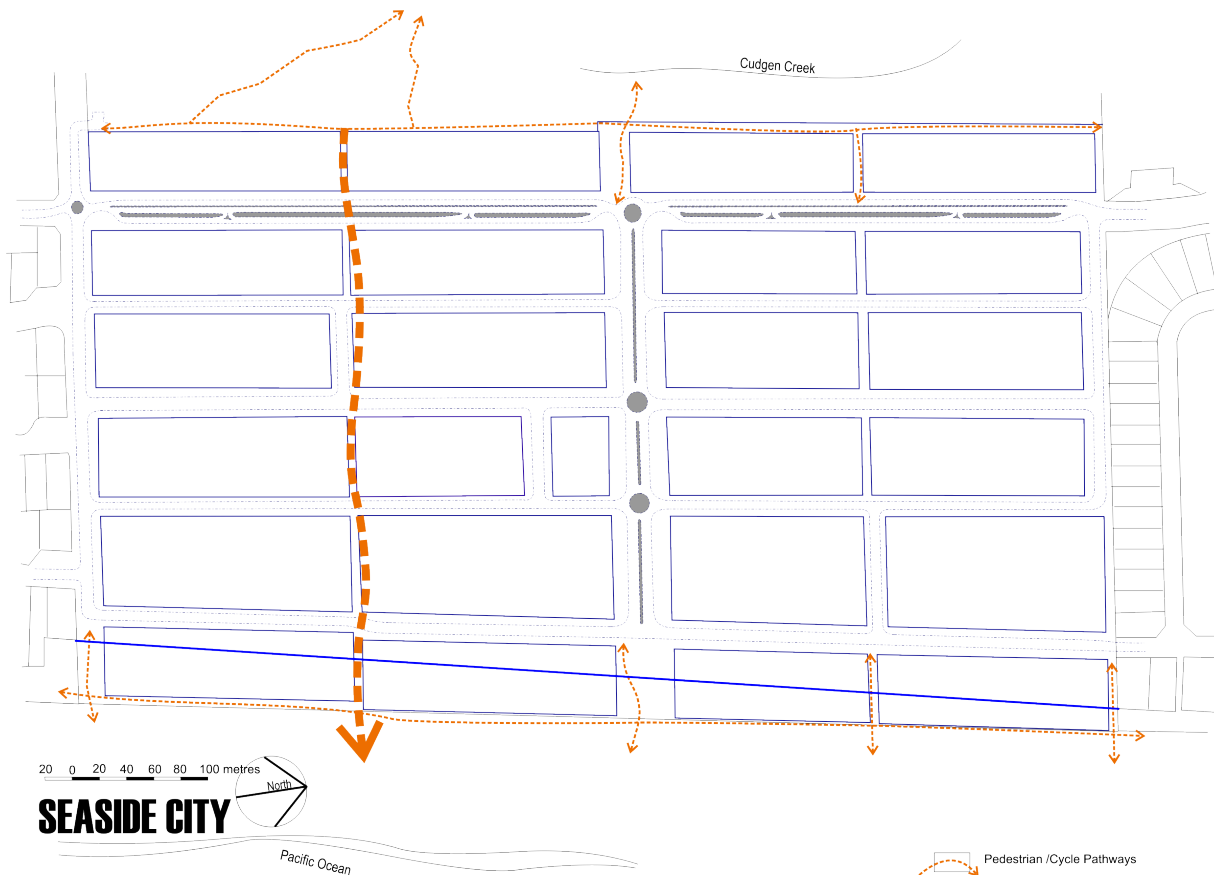 Cudgen Creek
20 0 20 40 60 80 100 metres
North
SEASIDE CITY
Pacific Ocean
Pedestrian /Cycle Pathways